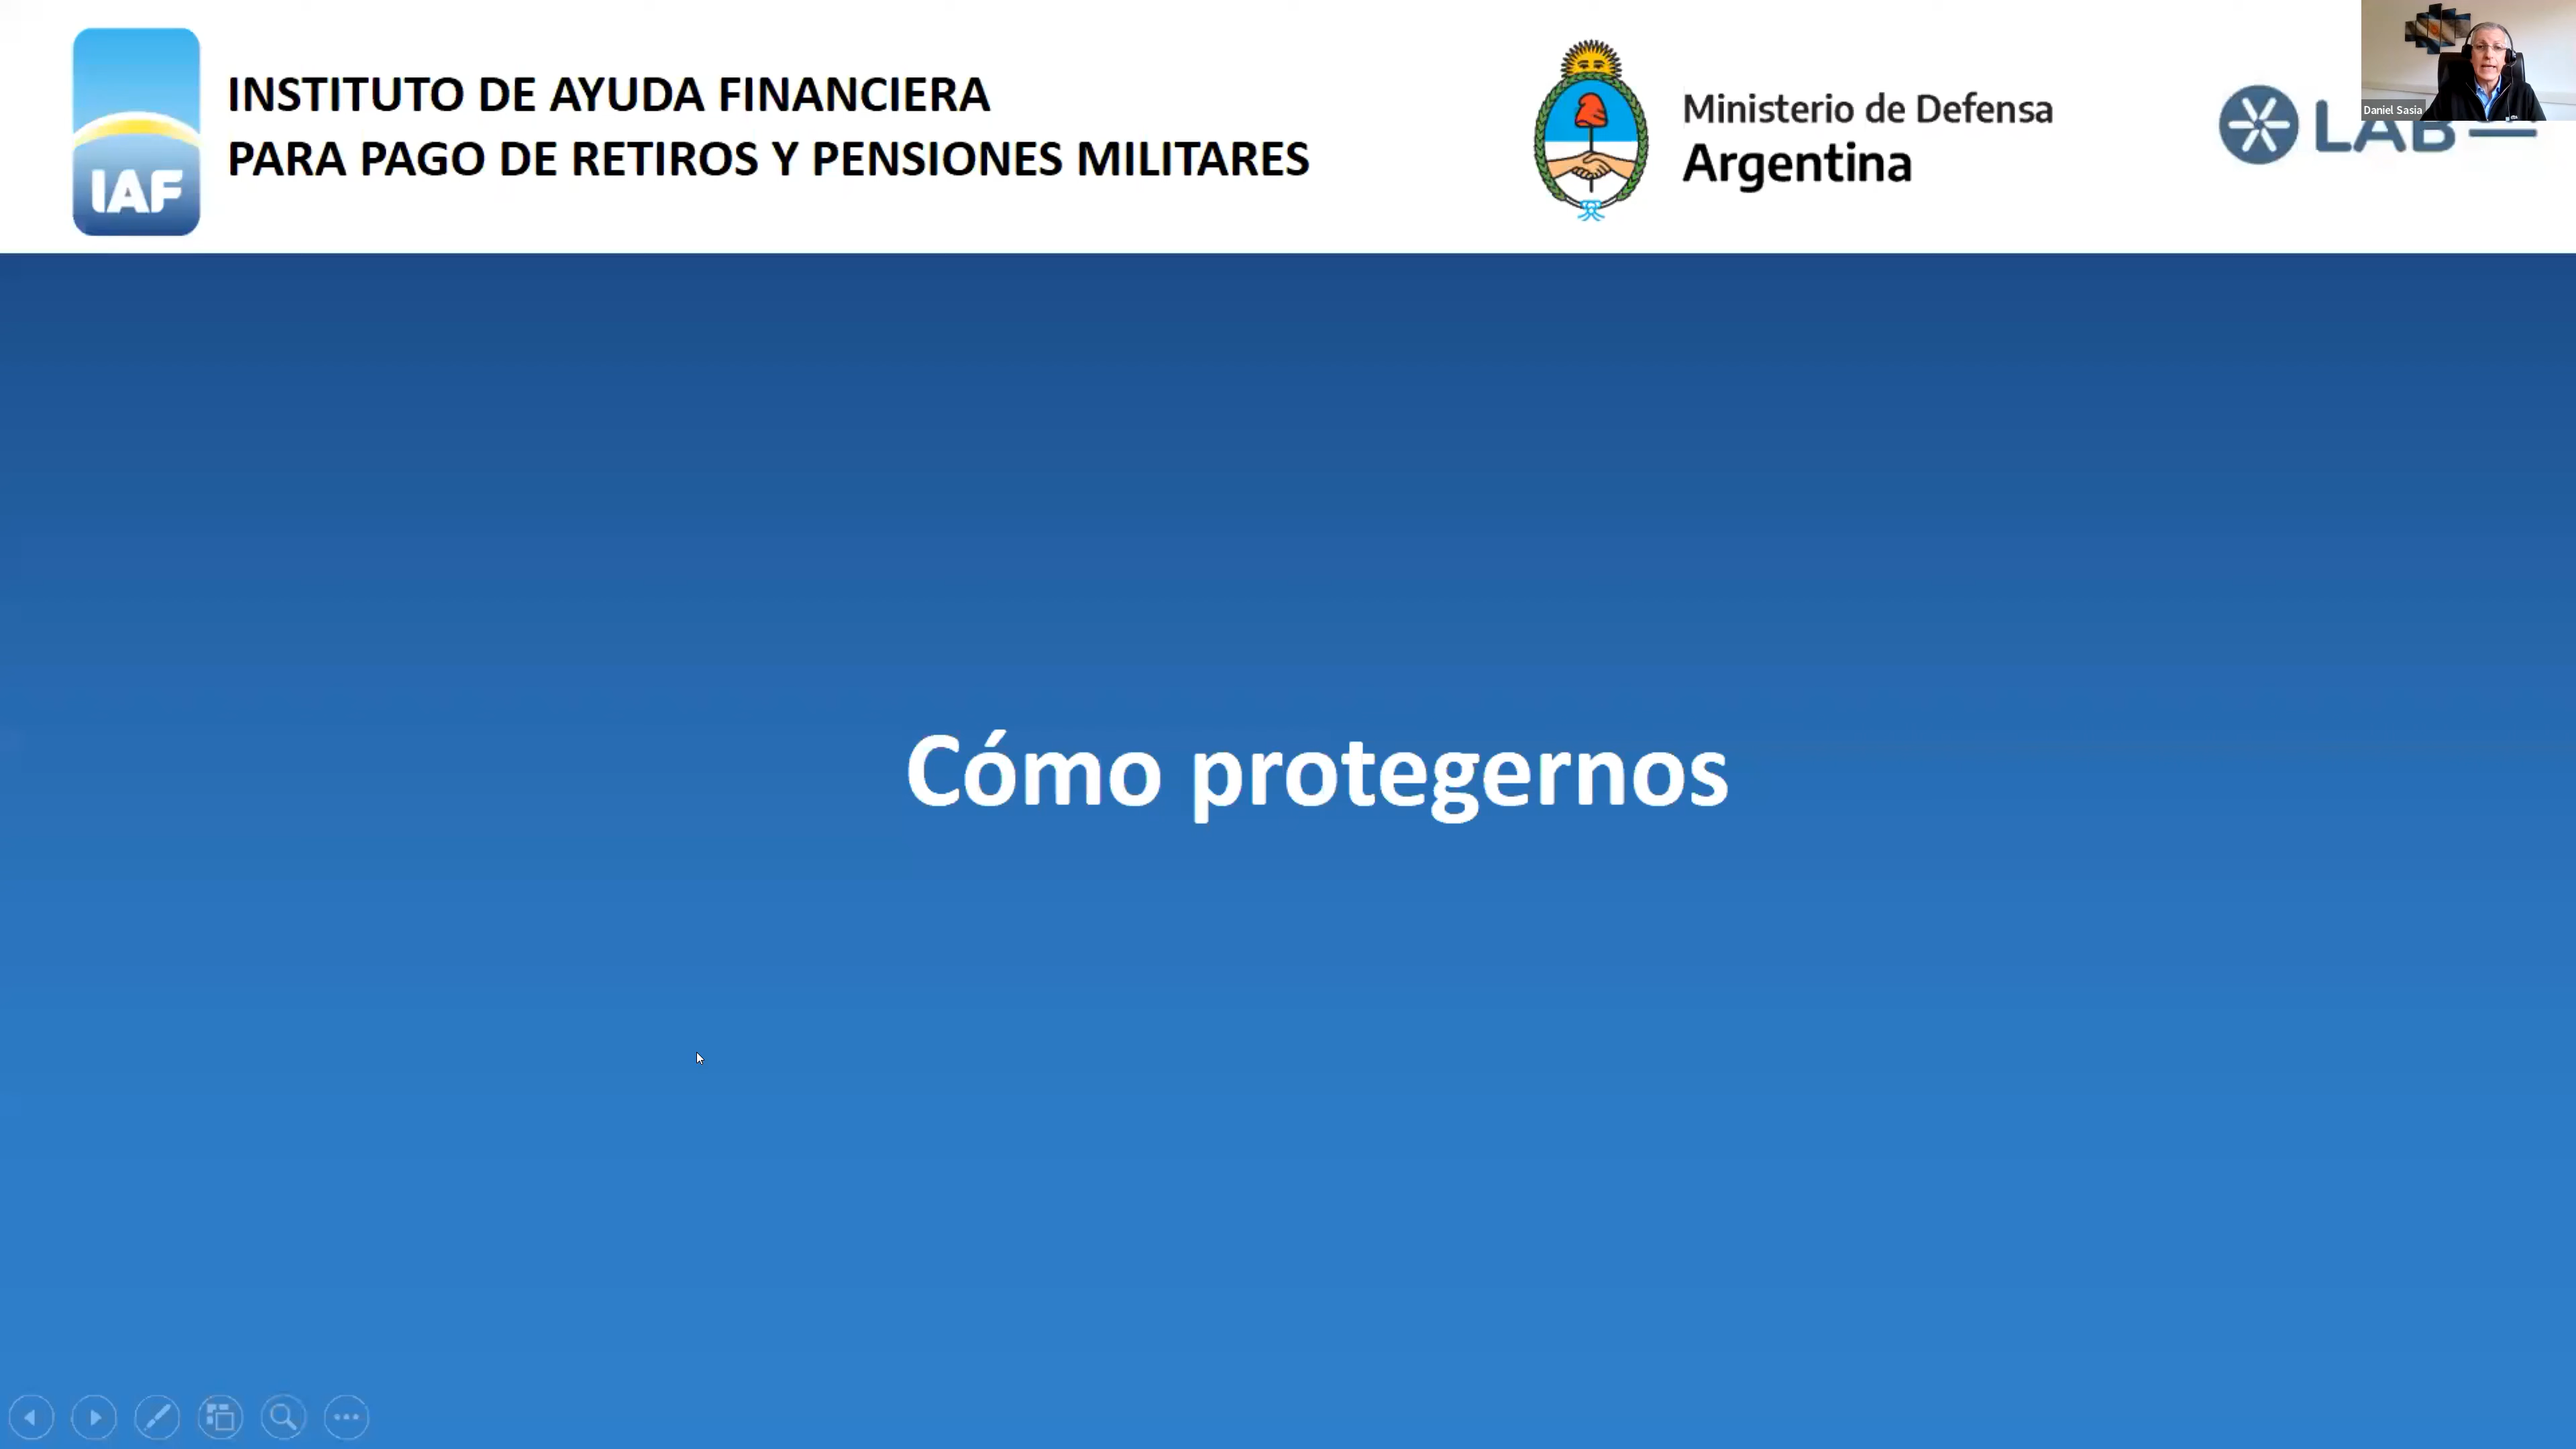 INSTITUTO DE AYUDA FINANCIERA
PARA PAGO DE RETIROS Y PENSIONES MILITARES
IAF
Ministerio de Defensa
Argentina
LAB
Daniel Sasia
Cómo protegernos